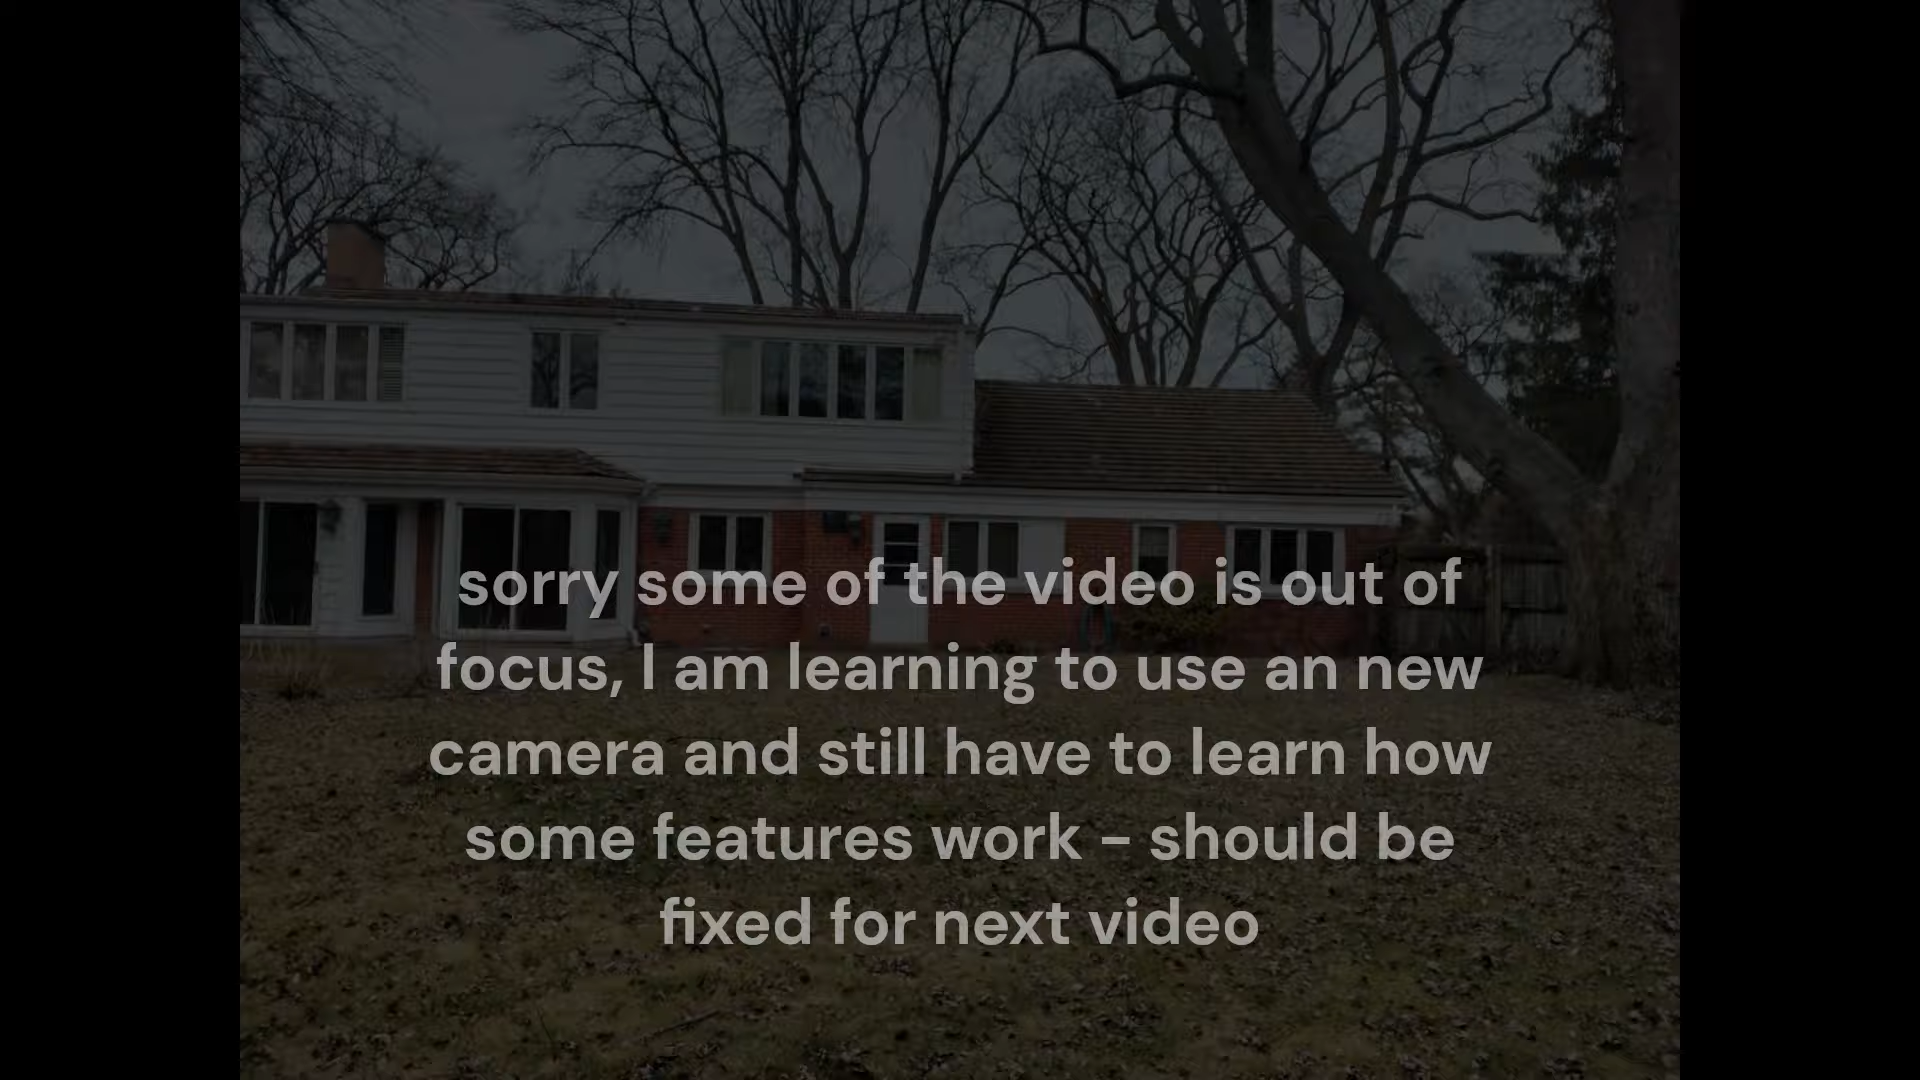 sorry some of the video is out of
focus, I am learning to use an new
camera and still have to learn how
some features work - should be
fixed for next video